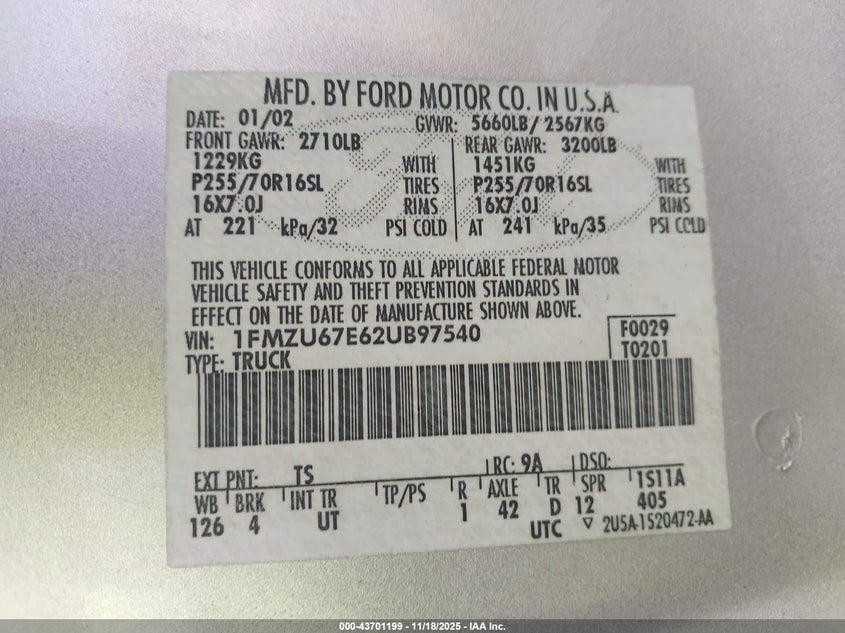 MFD. BY FORD MOTOR CO. IN U.S.A.
DATE: 01/02 GVWR: 5660LB/ 2567KG
FRONT GAWR: 2710LB REAR GAWR: 3200LB
1229KG WITH 1451KG WITH
P255/70R16SL TIRES P255/70R16SL TIRES
16X7.0J RIMS 16X7.0J RIMS
AT 221 kPa/32 PSI COLD AT 241 kPa/35 PSI COLD
THIS VEHICLE CONFORMS TO ALL APPLICABLE FEDERAL MOTOR
VEHICLE SAFETY AND THEFT PREVENTION STANDARDS IN
EFFECT ON THE DATE OF MANUFACTURE SHOWN ABOVE.
VIN: 1FMZU67E62UB97540 F0029
TYPE: TRUCK T0201
EXT PNT: TS RC: 9A DSO:
WB BRK INT TR TP/PS R AXLE TR SPR 1S11A
126 4 UT 1 42 D 12 405
UTC ▽ 2U5A-1520472-AA
000-43701199 - 11/18/2025 - IAA Inc.